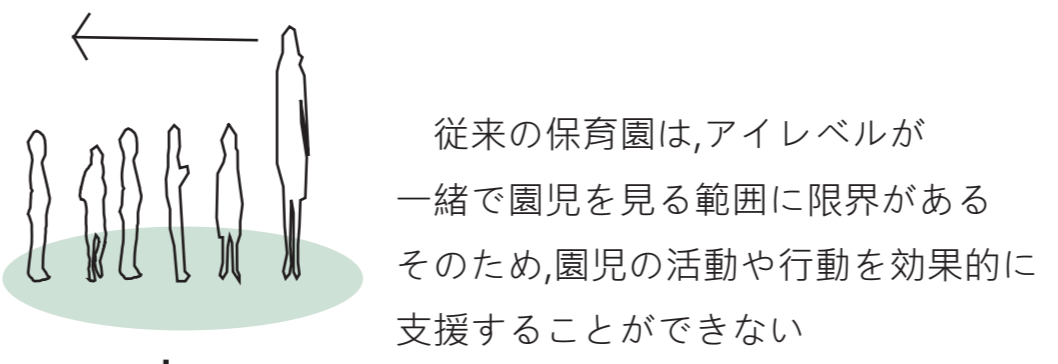 従来の保育園は,アイレベルが
一緒で園児を見る範囲に限界がある
そのため,園児の活動や行動を効果的に
支援することができない